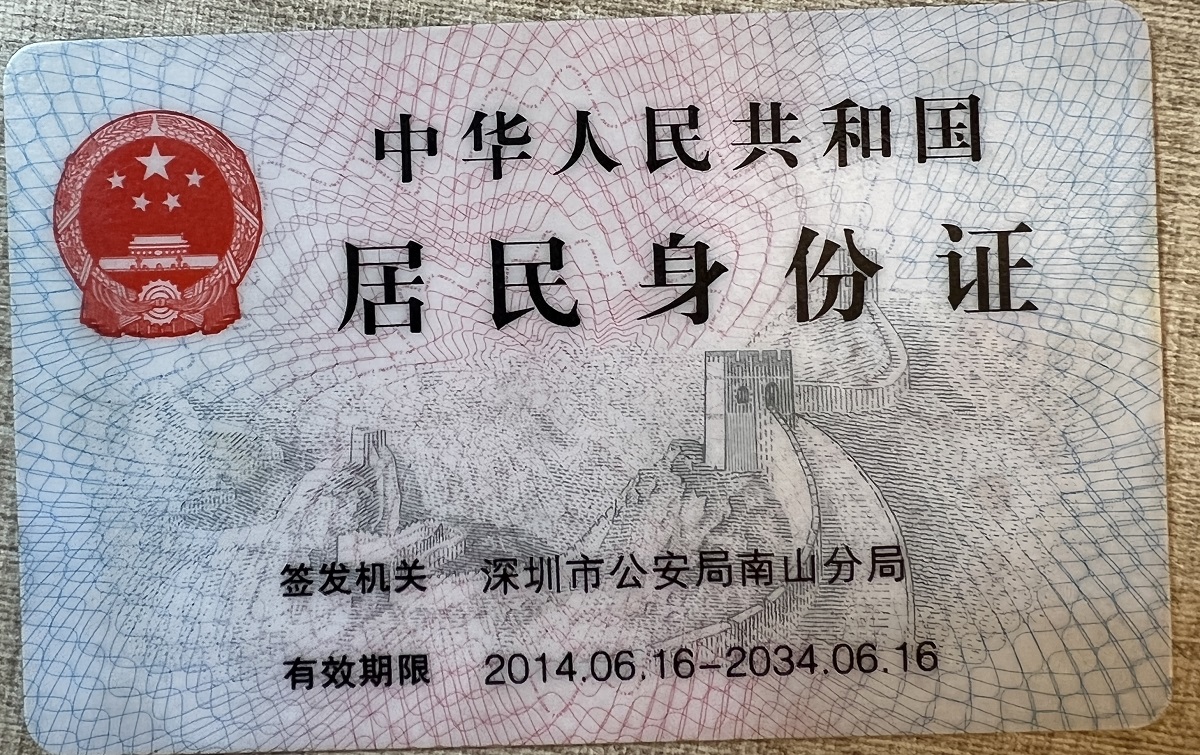 中华人民共和国
居民身份证
签发机关 深圳市公安局南山分局
有效期限 2014.06.16-2034.06.16